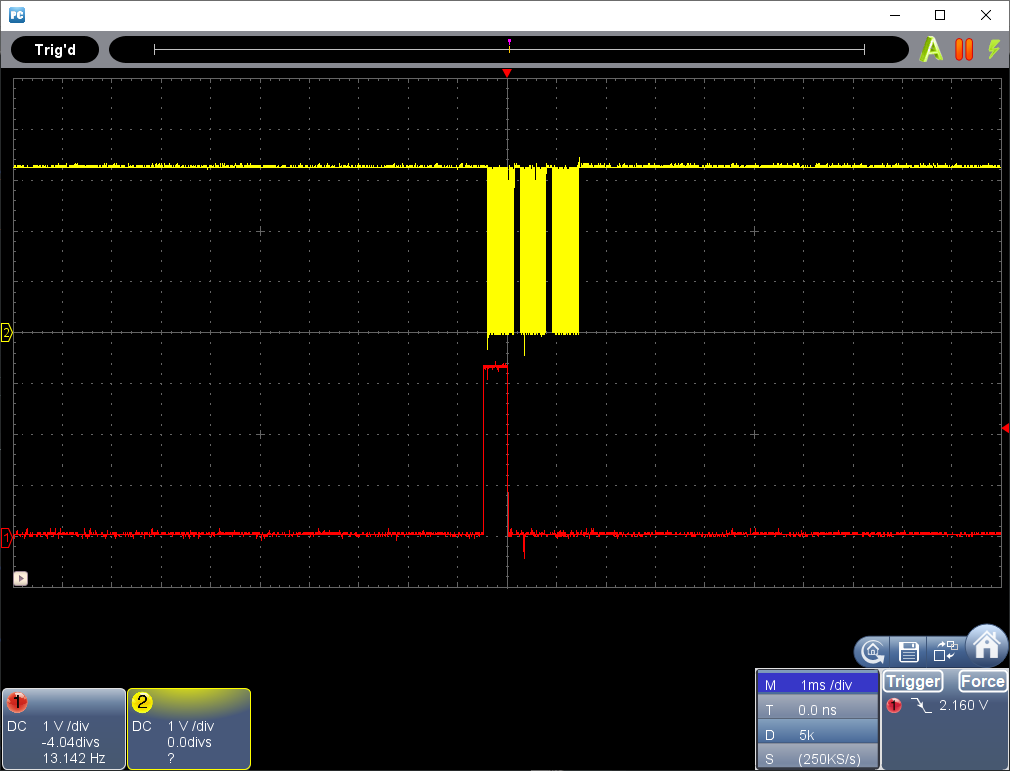 PC
Trig'd
A
2
1
M 1ms /div
T 0.0 ns
D 5k
S (250KS/s)
Trigger Force
1 2.160 V
1
DC 1 V /div
-4.04divs
13.142 Hz
2
DC 1 V /div
0.0divs
?